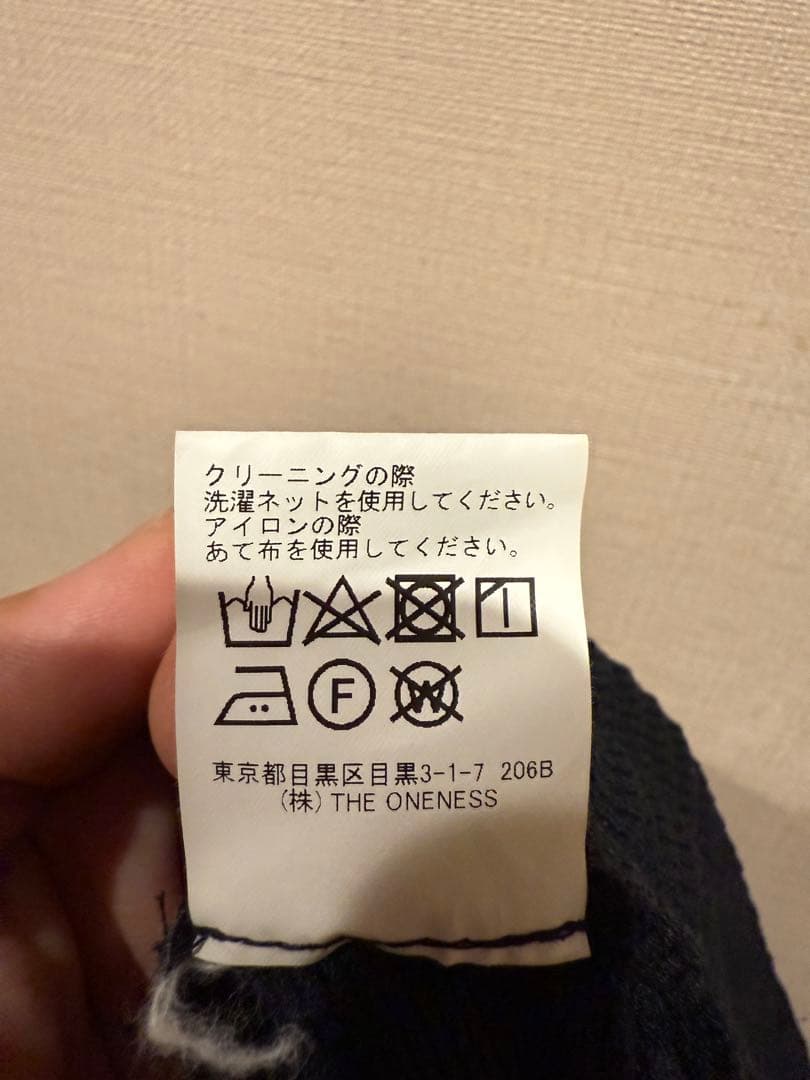 クリーニングの際
洗濯ネットを使用してください。
アイロンの際
あて布を使用してください。
F
W
東京都目黒区目黒3-1-7 206B
(株)THE ONENESS